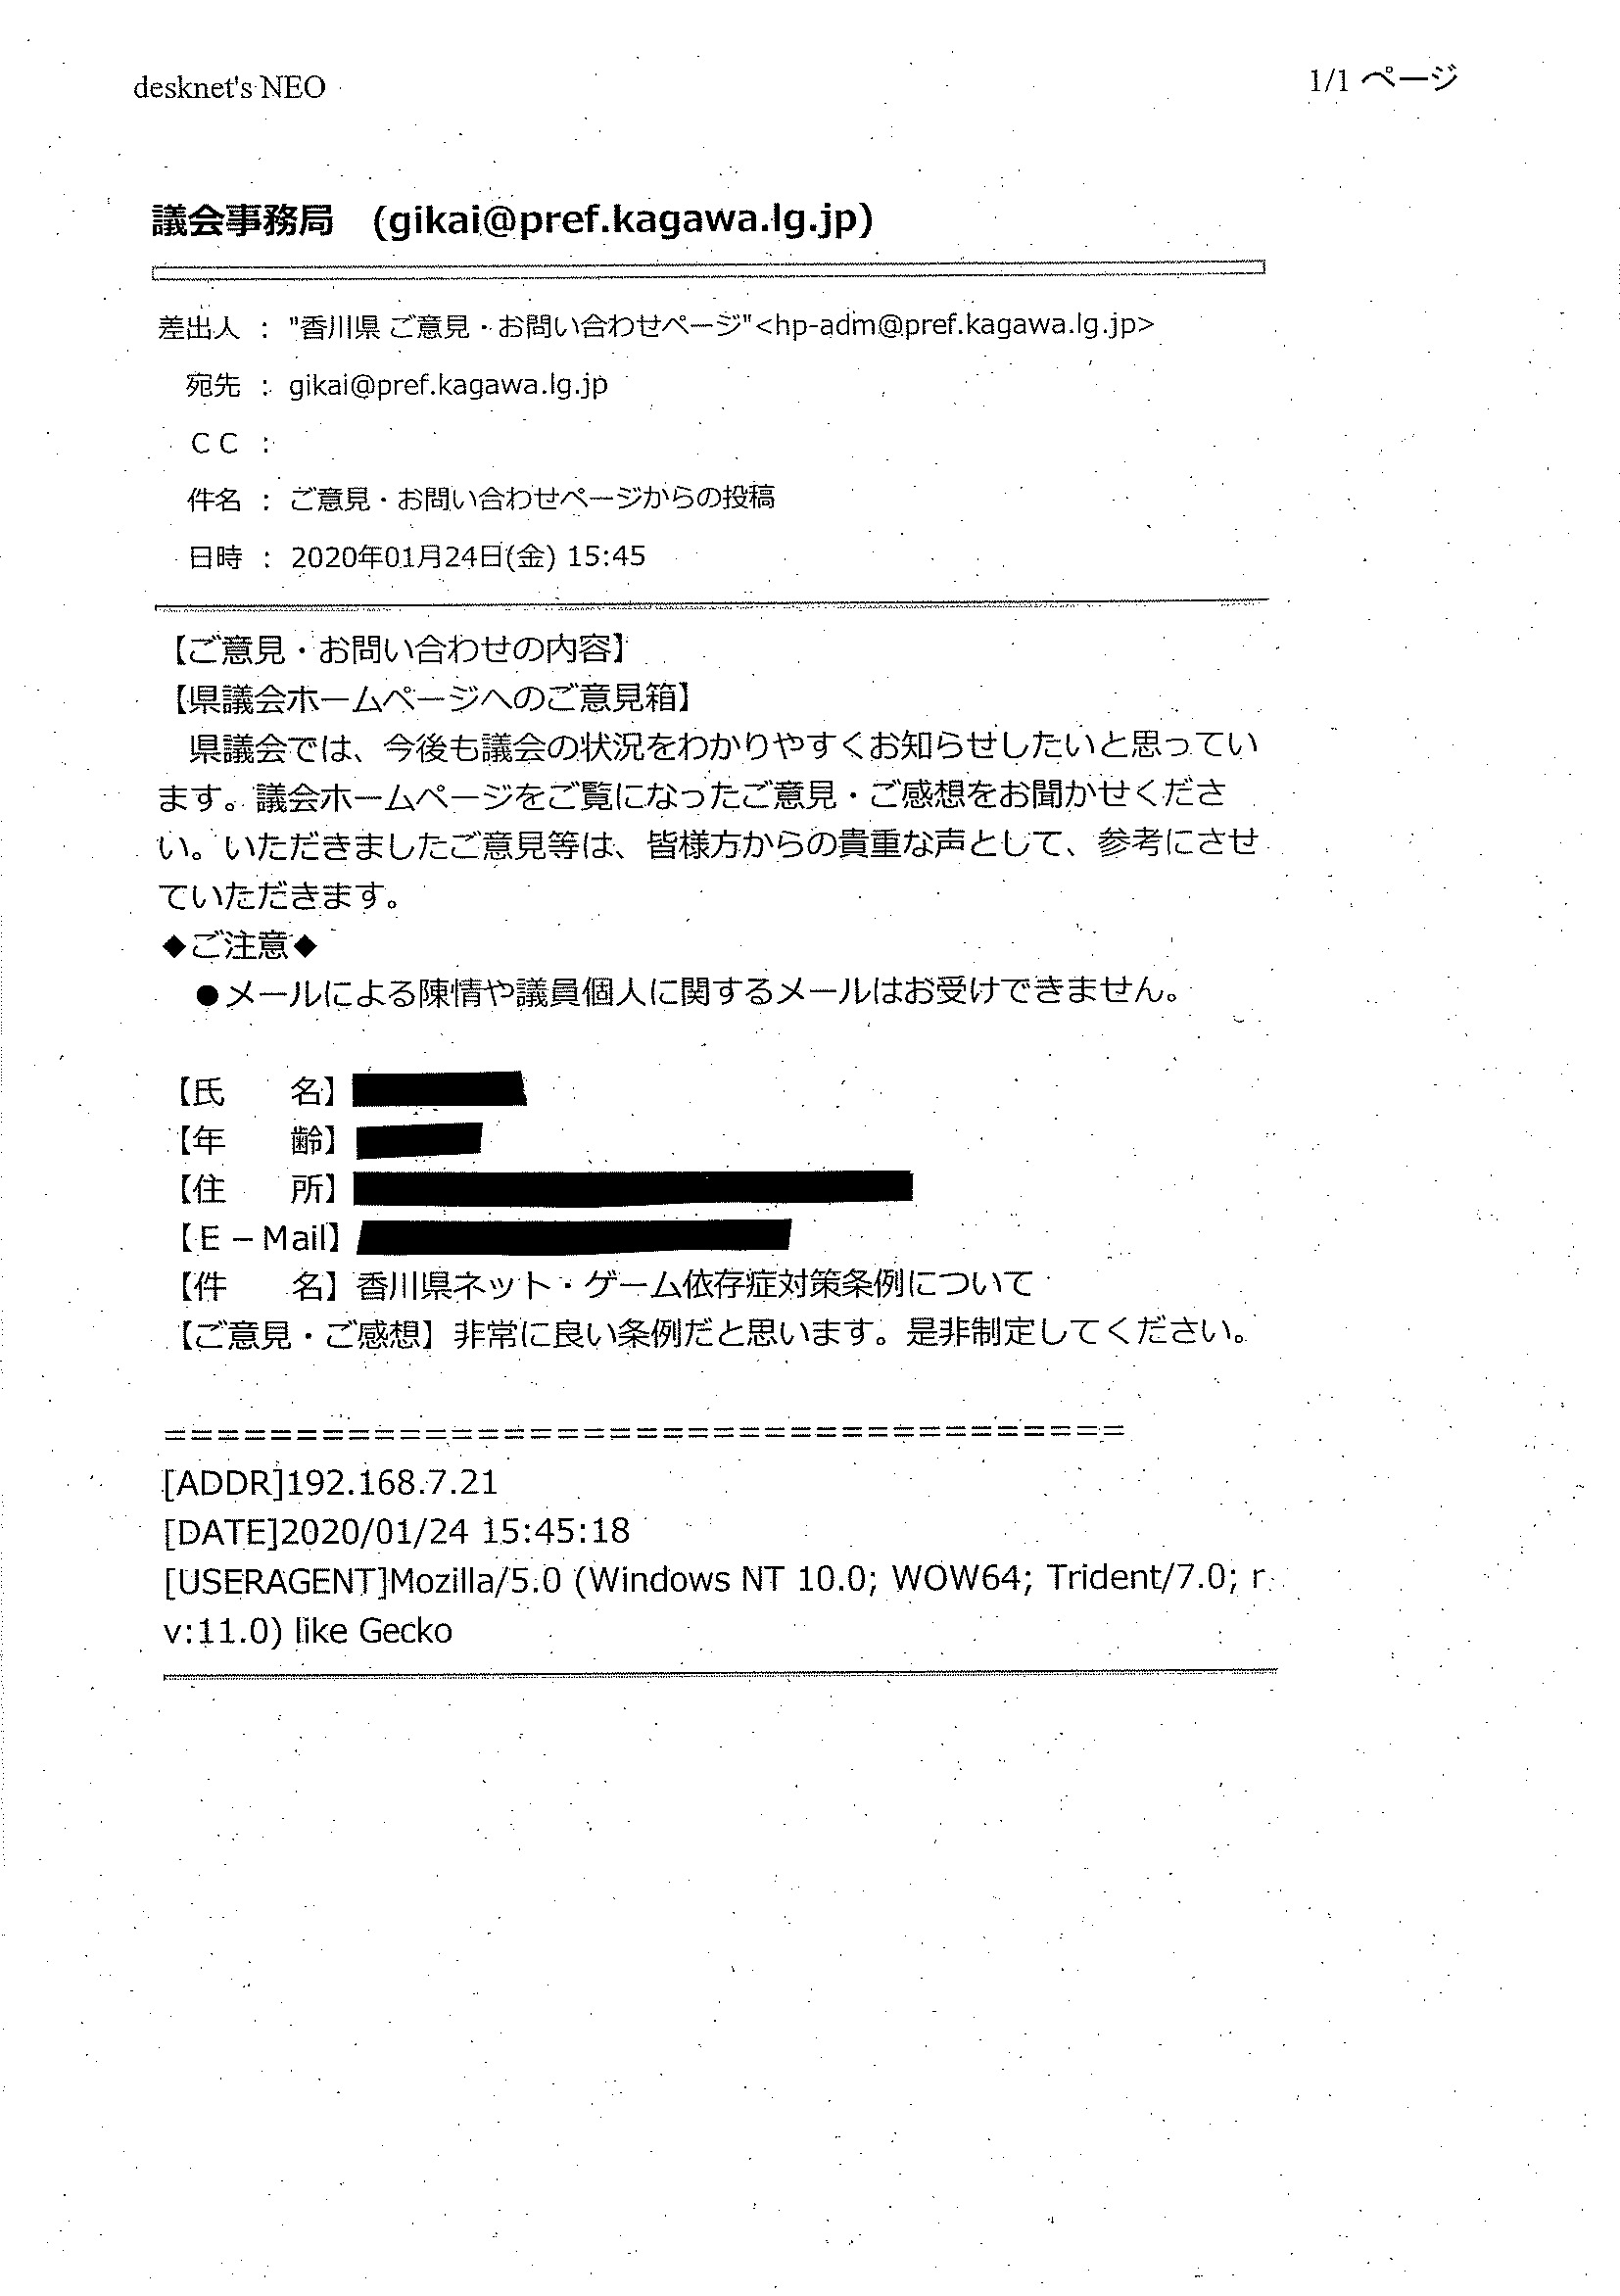 desknet's NEO
1/1 ページ
議会事務局　(gikai@pref.kagawa.lg.jp)
差出人 ： "香川県 ご意見・お問い合わせページ"<hp-adm@pref.kagawa.lg.jp>
宛先 ： gikai@pref.kagawa.lg.jp
ＣＣ ：
件名 ： ご意見・お問い合わせページからの投稿
日時 ： 2020年01月24日(金) 15:45
【ご意見・お問い合わせの内容】
【県議会ホームページへのご意見箱】
　県議会では、今後も議会の状況をわかりやすくお知らせしたいと思ってい
ます。議会ホームページをご覧になったご意見・ご感想をお聞かせくださ
い。いただきましたご意見等は、皆様方からの貴重な声として、参考にさせ
ていただきます。
◆ご注意◆
　●メールによる陳情や議員個人に関するメールはお受けできません。
【氏　　名】
【年　　齢】
【住　　所】
【Ｅ－Mail】
【件　　名】香川県ネット・ゲーム依存症対策条例について
【ご意見・ご感想】非常に良い条例だと思います。是非制定してください。
=====================================
[ADDR]192.168.7.21
[DATE]2020/01/24 15:45:18
[USERAGENT]Mozilla/5.0 (Windows NT 10.0; WOW64; Trident/7.0; r
v:11.0) like Gecko